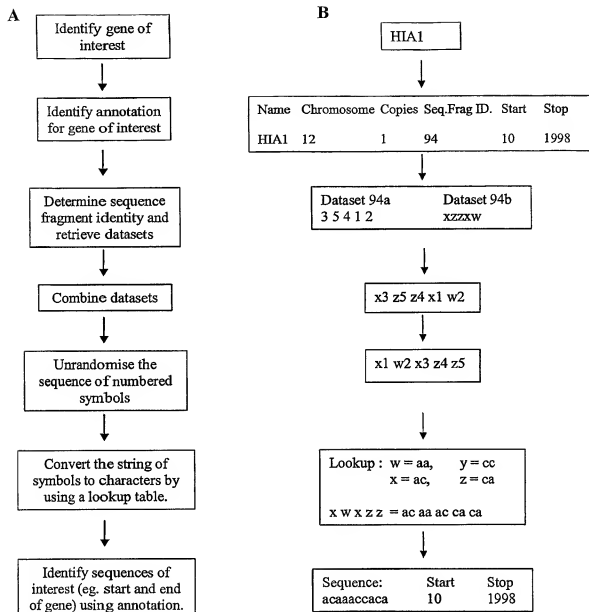 A
Identify gene of
interest
Identify annotation
for gene of interest
Determine sequence
fragment identity and
retrieve datasets
Combine datasets
Unrandomise the
sequence of numbered
symbols
Convert the string of
symbols to characters by
using a lookup table.
Identify sequences of
interest (eg. start and end
of gene) using annotation.
B
HIA1
Name Chromosome Copies Seq.Frag ID. Start Stop
HIA1 12 1 94 10 1998
Dataset 94a Dataset 94b
3 5 4 1 2 xzzxw
x3 z5 z4 x1 w2
x1 w2 x3 z4 z5
Lookup : w = aa, y = cc
x = ac, z = ca
x w x z z = ac aa ac ca ca
Sequence: Start Stop
acaaaccaca 10 1998